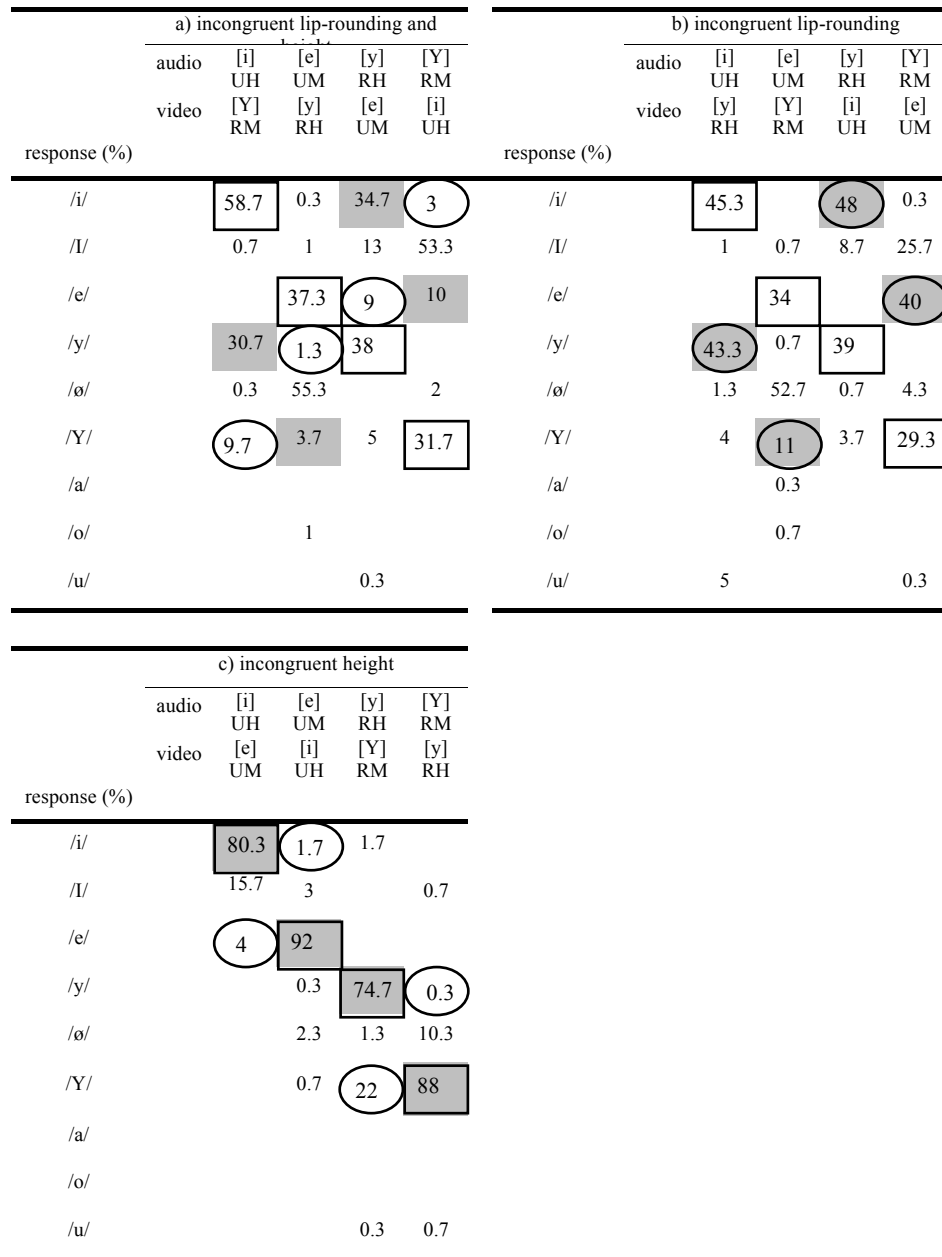 a) incongruent lip-rounding and height
audio [i] [e] [y] [Y]
UH UM RH RM
video [Y] [y] [e] [i]
RM RH UM UH
response (%)
/i/ 58.7 0.3 34.7 3
/I/ 0.7 1 13 53.3
/e/ 37.3 9 10
/y/ 30.7 1.3 38
/ø/ 0.3 55.3 2
/Y/ 9.7 3.7 5 31.7
/a/
/o/ 1
/u/ 0.3
b) incongruent lip-rounding
audio [i] [e] [y] [Y]
UH UM RH RM
video [y] [Y] [i] [e]
RH RM UH UM
response (%)
/i/ 45.3 48 0.3
/I/ 1 0.7 8.7 25.7
/e/ 34 40
/y/ 43.3 0.7 39
/ø/ 1.3 52.7 0.7 4.3
/Y/ 4 11 3.7 29.3
/a/ 0.3
/o/ 0.7
/u/ 5 0.3
c) incongruent height
audio [i] [e] [y] [Y]
UH UM RH RM
video [e] [i] [Y] [y]
UM UH RM RH
response (%)
/i/ 80.3 1.7 1.7
/I/ 15.7 3 0.7
/e/ 4 92
/y/ 0.3 74.7 0.3
/ø/ 2.3 1.3 10.3
/Y/ 0.7 22 88
/a/
/o/
/u/ 0.3 0.7